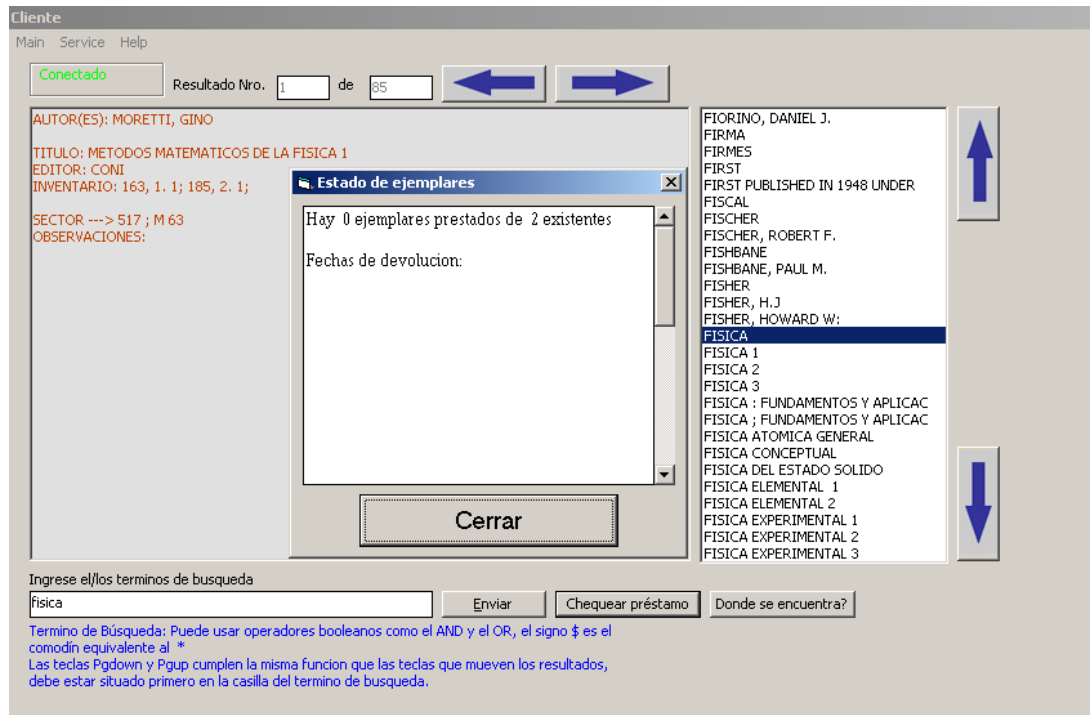 Cliente
Main Service Help
Conectado
Resultado Nro. 1 de 85
AUTOR(ES): MORETTI, GINO
TITULO: METODOS MATEMATICOS DE LA FISICA 1
EDITOR: CONI
INVENTARIO: 163, 1. 1; 185, 2. 1;
SECTOR ---> 517 ; M 63
OBSERVACIONES:
Estado de ejemplares
Hay 0 ejemplares prestados de 2 existentes
Fechas de devolucion:
Cerrar
FIORINO, DANIEL J.
FIRMA
FIRMES
FIRST
FIRST PUBLISHED IN 1948 UNDER
FISCAL
FISCHER
FISCHER, ROBERT F.
FISHBANE
FISHBANE, PAUL M.
FISHER
FISHER, H.J
FISHER, HOWARD W:
FISICA
FISICA 1
FISICA 2
FISICA 3
FISICA : FUNDAMENTOS Y APLICAC
FISICA ; FUNDAMENTOS Y APLICAC
FISICA ATOMICA GENERAL
FISICA CONCEPTUAL
FISICA DEL ESTADO SOLIDO
FISICA ELEMENTAL 1
FISICA ELEMENTAL 2
FISICA EXPERIMENTAL 1
FISICA EXPERIMENTAL 2
FISICA EXPERIMENTAL 3
Ingrese el/los terminos de busqueda
fisica
Enviar
Chequear préstamo
Donde se encuentra?
Termino de Búsqueda: Puede usar operadores booleanos como el AND y el OR, el signo $ es el
comodín equivalente al *
Las teclas Pgdown y Pgup cumplen la misma funcion que las teclas que mueven los resultados,
debe estar situado primero en la casilla del termino de busqueda.